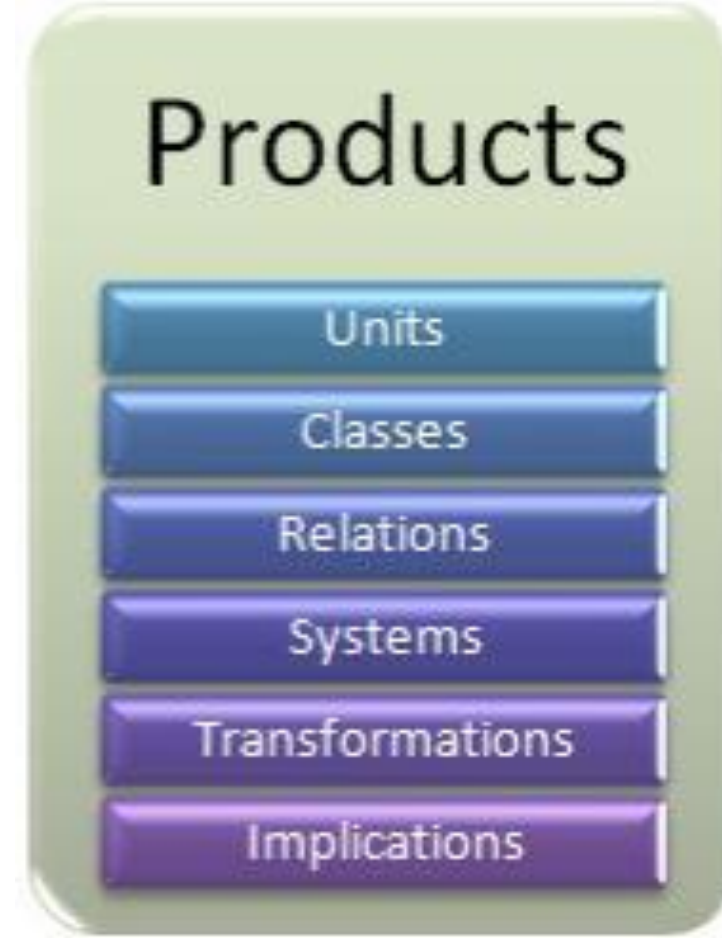 Products
Units
Classes
Relations
Systems
Transformations
Implications